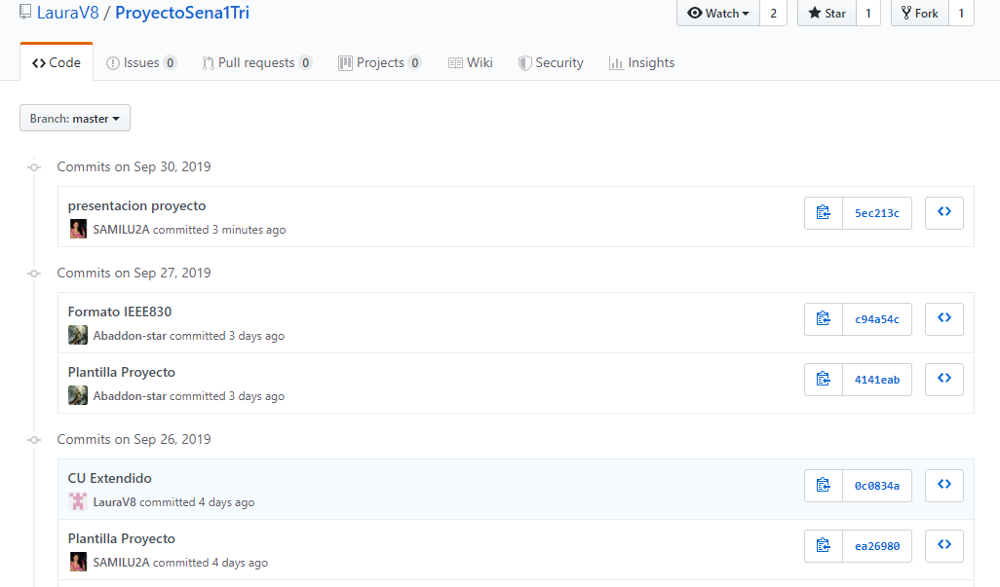 LauraV8 / ProyectoSena1Tri
Watch 2 Star 1 Fork 1
Code Issues 0 Pull requests 0 Projects 0 Wiki Security Insights
Branch: master
Commits on Sep 30, 2019
presentacion proyecto
SAMILU2A committed 3 minutes ago
5ec213c
Commits on Sep 27, 2019
Formato IEEE830
Abaddon-star committed 3 days ago
c94a54c
Plantilla Proyecto
Abaddon-star committed 3 days ago
4141eab
Commits on Sep 26, 2019
CU Extendido
LauraV8 committed 4 days ago
0c0834a
Plantilla Proyecto
SAMILU2A committed 4 days ago
ea26980